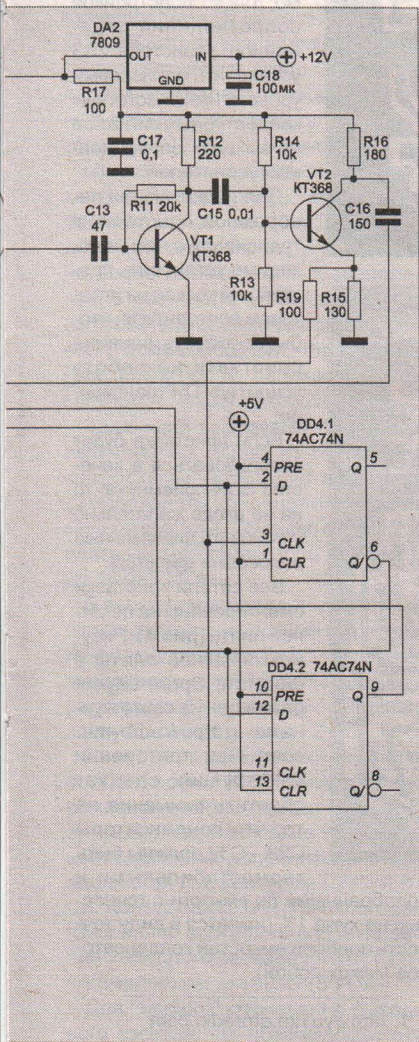 DA2
7809
OUT
IN
GND
+12V
C18
100мк
R17
100
C17
0,1
R12
220
R14
10k
R16
180
VT2
КТ368
R11 20k
C15 0,01
C13
47
VT1
КТ368
C16
150
R13
10k
R19
100
R15
130
+5V
DD4.1
74AC74N
4
PRE
Q
5
2
D
3
CLK
6
1
CLR
Q/
DD4.2 74AC74N
10
PRE
Q
9
12
D
11
CLK
13
CLR
8
Q/